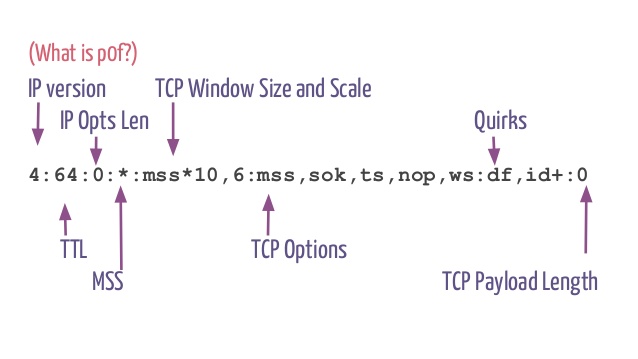 (What is p0f?)
IP version
TCP Window Size and Scale
IP Opts Len
Quirks
4:64:0:*:mss*10,6:mss,sok,ts,nop,ws:df,id+:0
TTL
TCP Options
MSS
TCP Payload Length